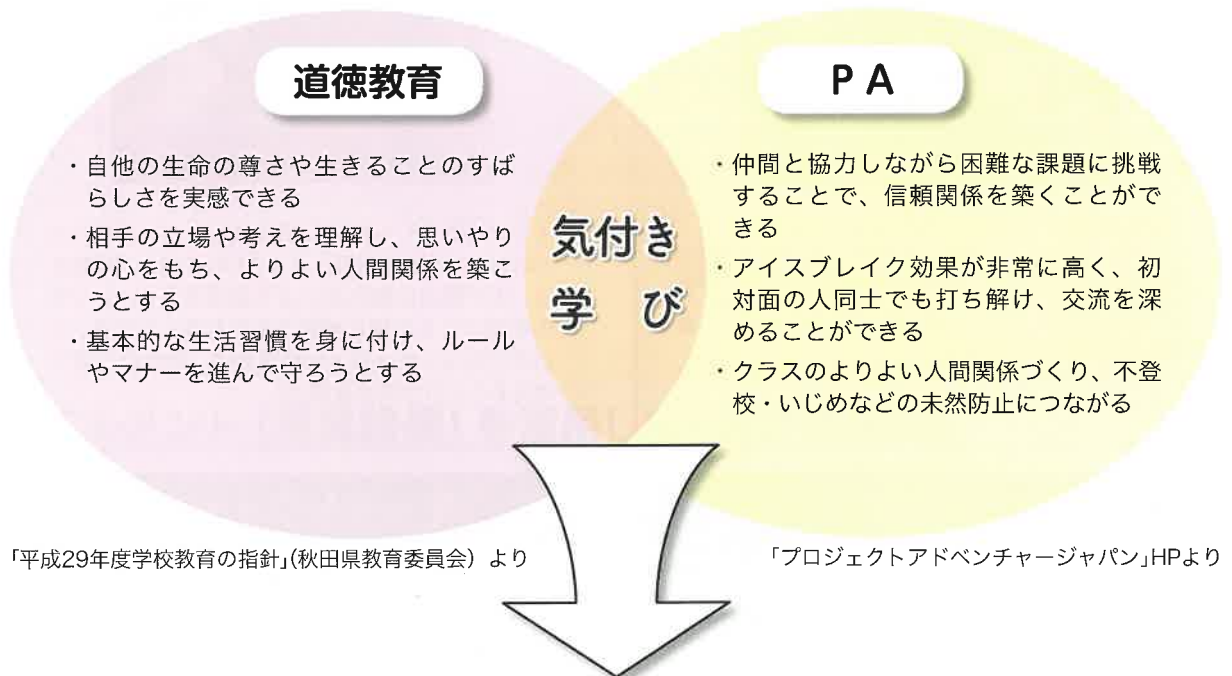 道徳教育
・自他の生命の尊さや生きることのすば
らしさを実感できる
・相手の立場や考えを理解し、思いやり
の心をもち、よりよい人間関係を築こ
うとする
・基本的な生活習慣を身に付け、ルール
やマナーを進んで守ろうとする
気付き
学 び
PA
・仲間と協力しながら困難な課題に挑戦
することで、信頼関係を築くことがで
きる
・アイスブレイク効果が非常に高く、初
対面の人同士でも打ち解け、交流を深
めることができる
・クラスのよりよい人間関係づくり、不登
校・いじめなどの未然防止につながる
「平成29年度学校教育の指針」(秋田県教育委員会) より
「プロジェクトアドベンチャージャパン」HPより